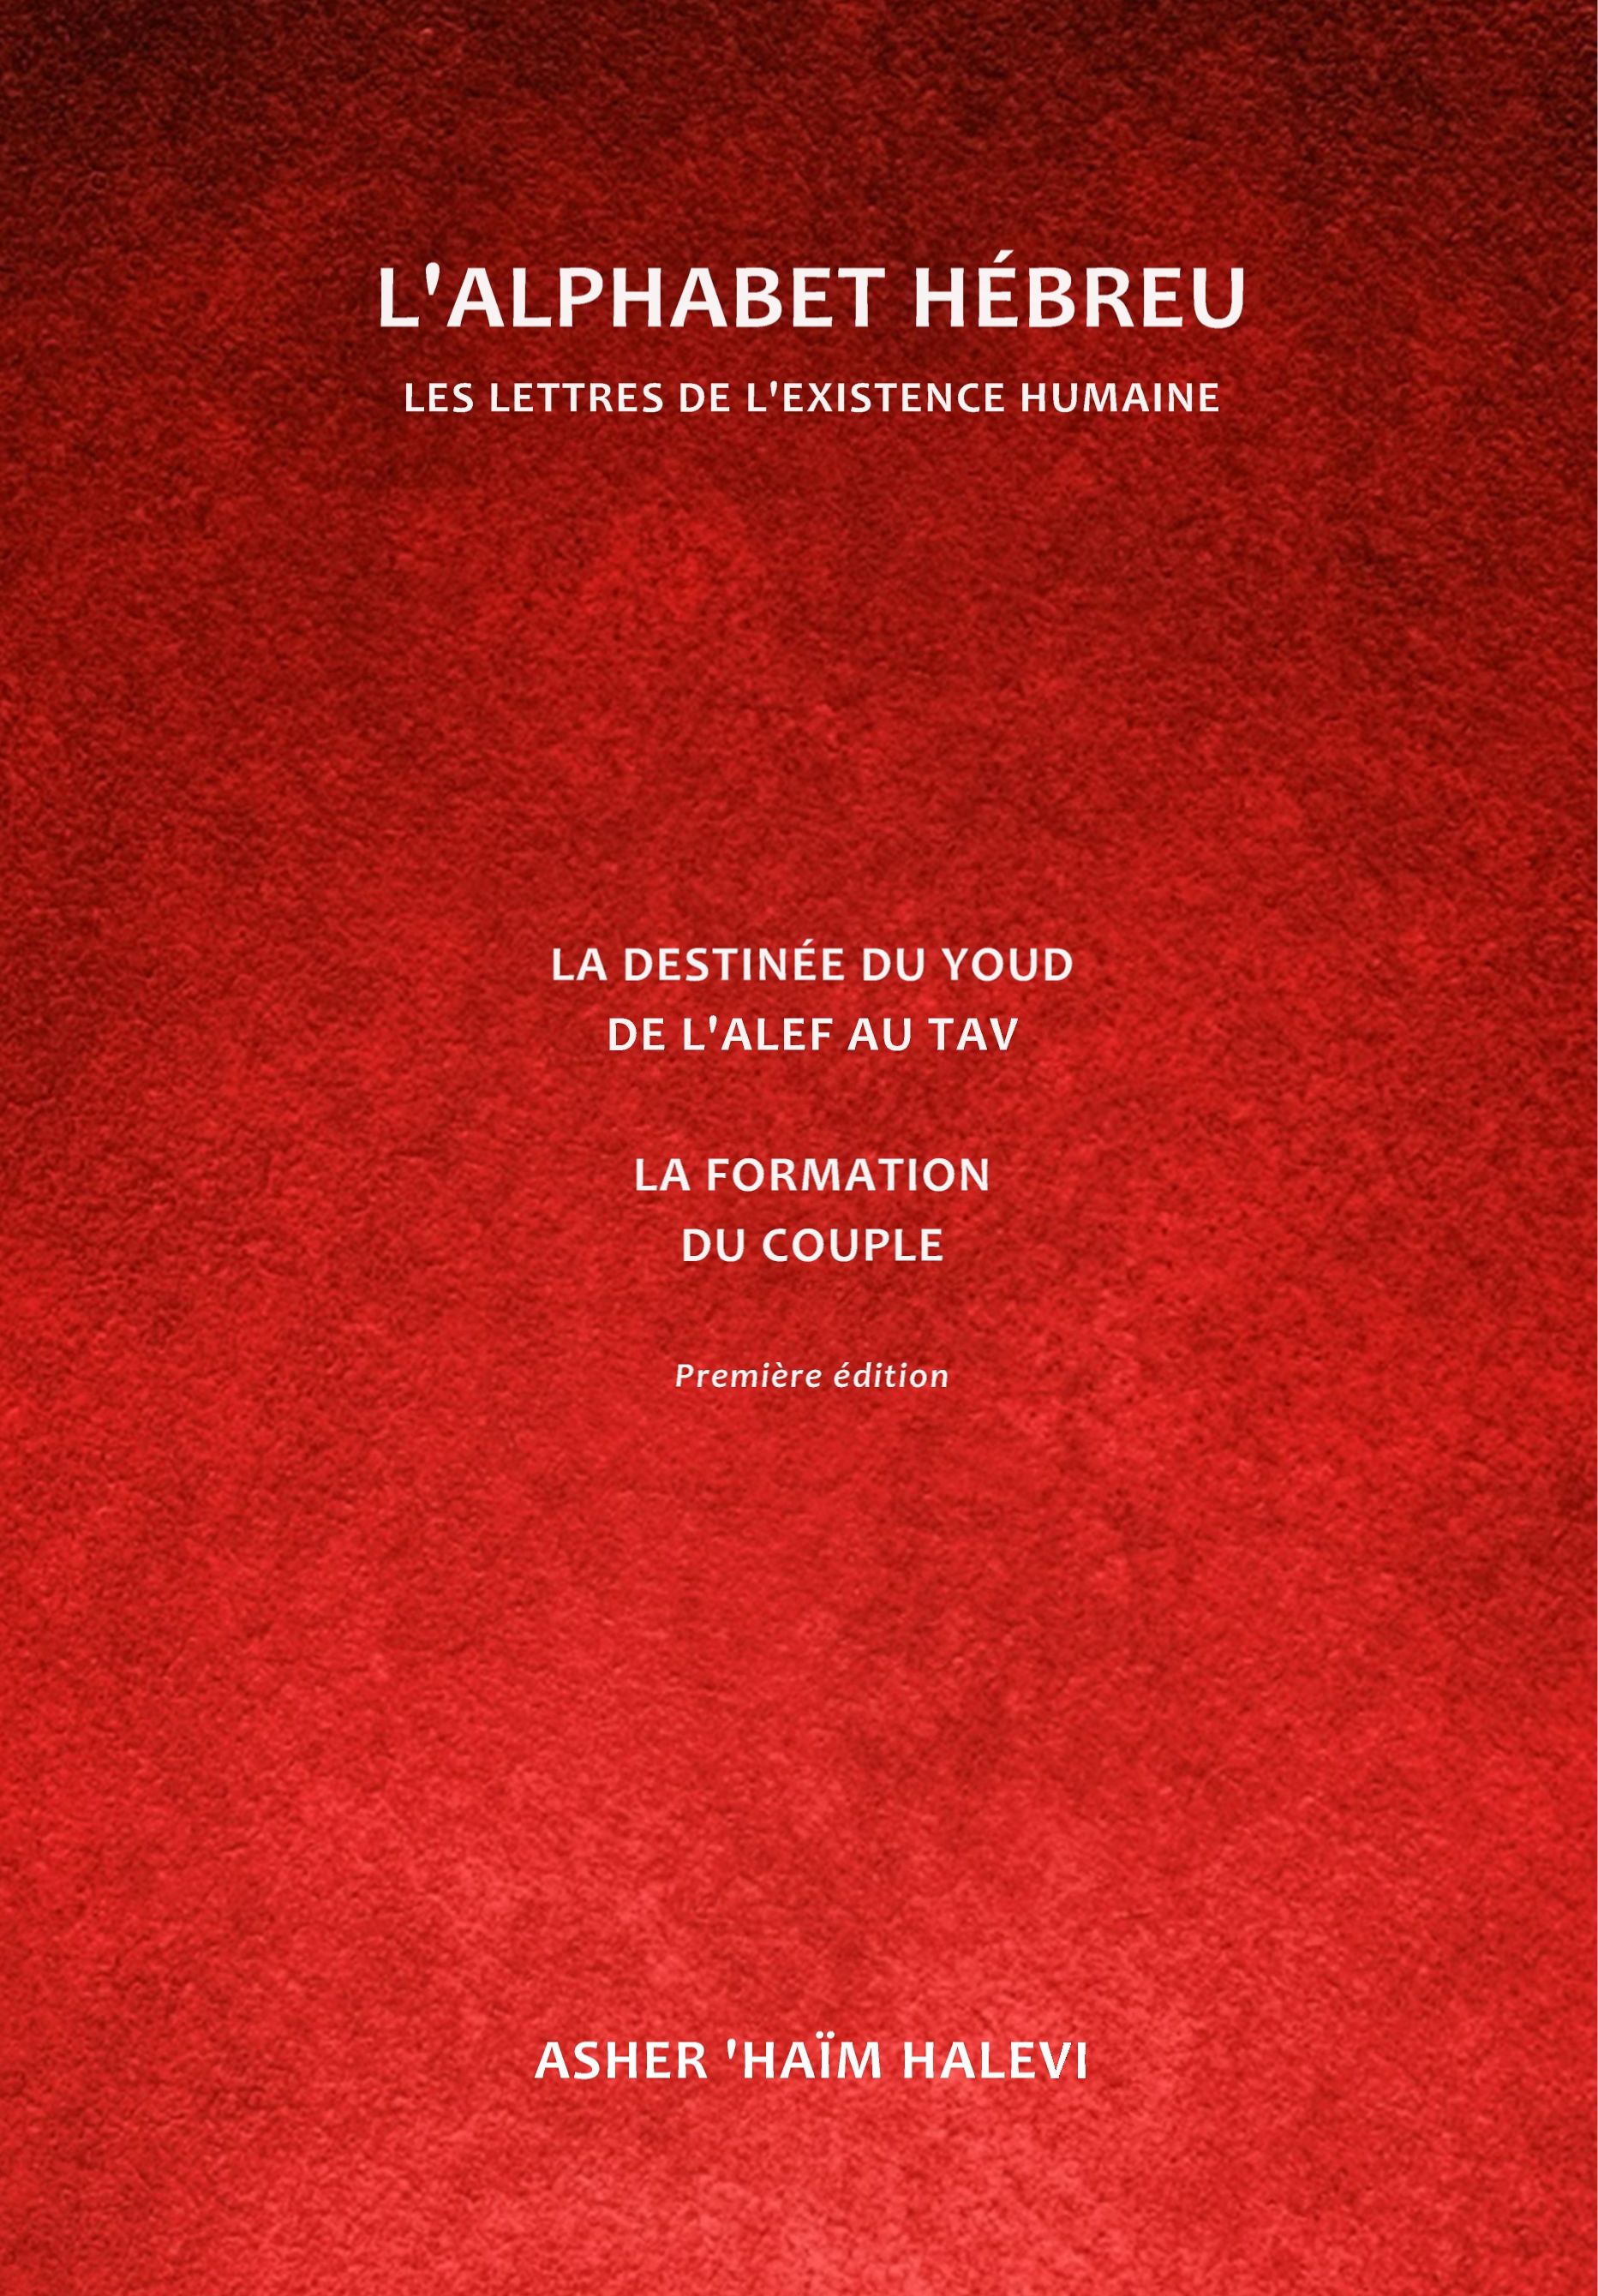 L'ALPHABET HÉBREU
LES LETTRES DE L'EXISTENCE HUMAINE
LA DESTINÉE DU YOUD
DE L'ALEF AU TAV
LA FORMATION
DU COUPLE
Première édition
ASHER 'HAÏM HALEVI